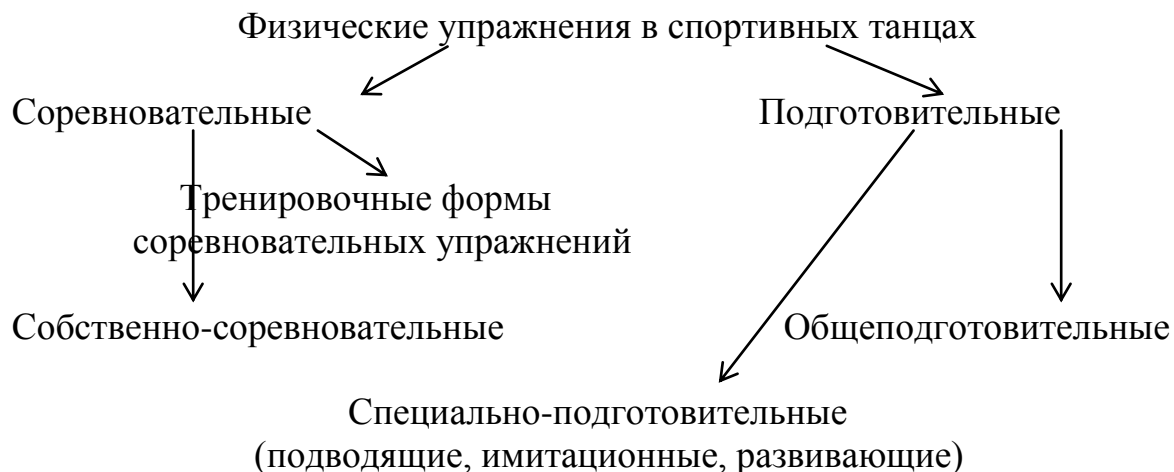 Физические упражнения в спортивных танцах
Соревновательные
Подготовительные
Тренировочные формы
соревновательных упражнений
Собственно-соревновательные
Общеподготовительные
Специально-подготовительные
(подводящие, имитационные, развивающие)